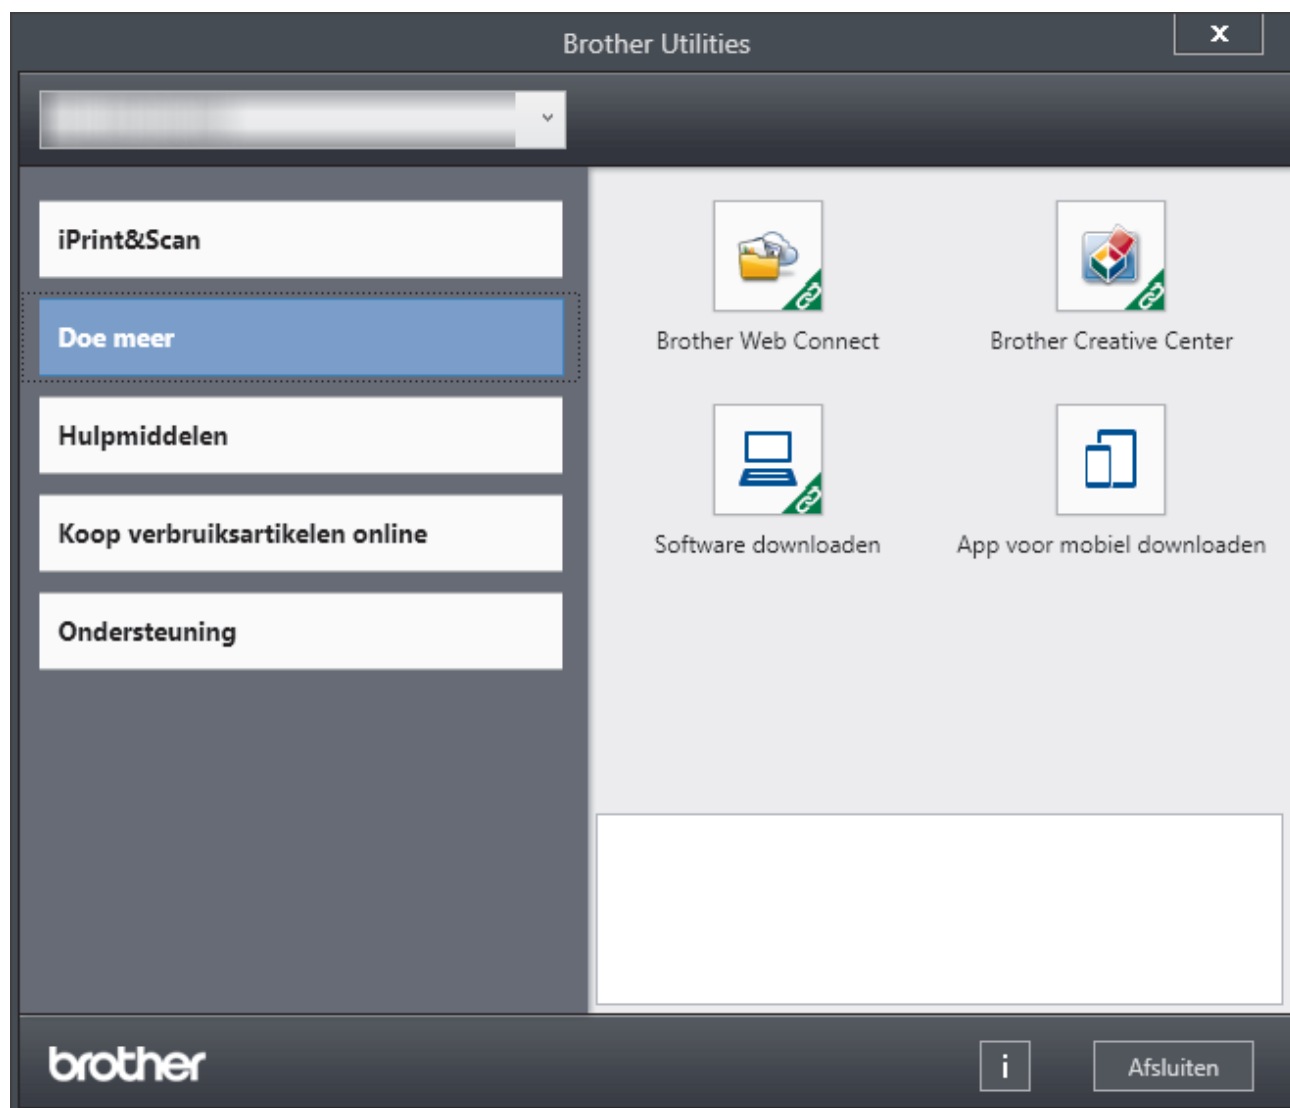 Brother Utilities
x
iPrint&Scan
Doe meer
Hulpmiddelen
Koop verbruiksartikelen online
Ondersteuning
Brother Web Connect
Brother Creative Center
Software downloaden
App voor mobiel downloaden
brother
i
Afsluiten